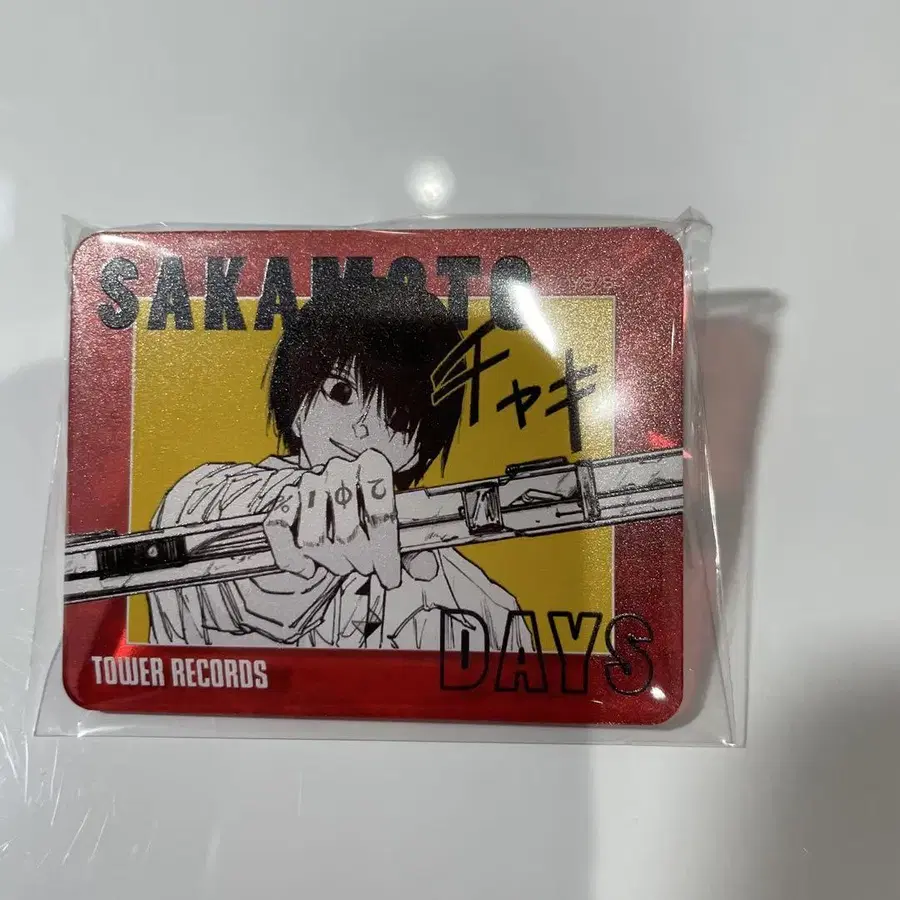 SAKAMOTO
チャキ
DAYS
TOWER RECORDS